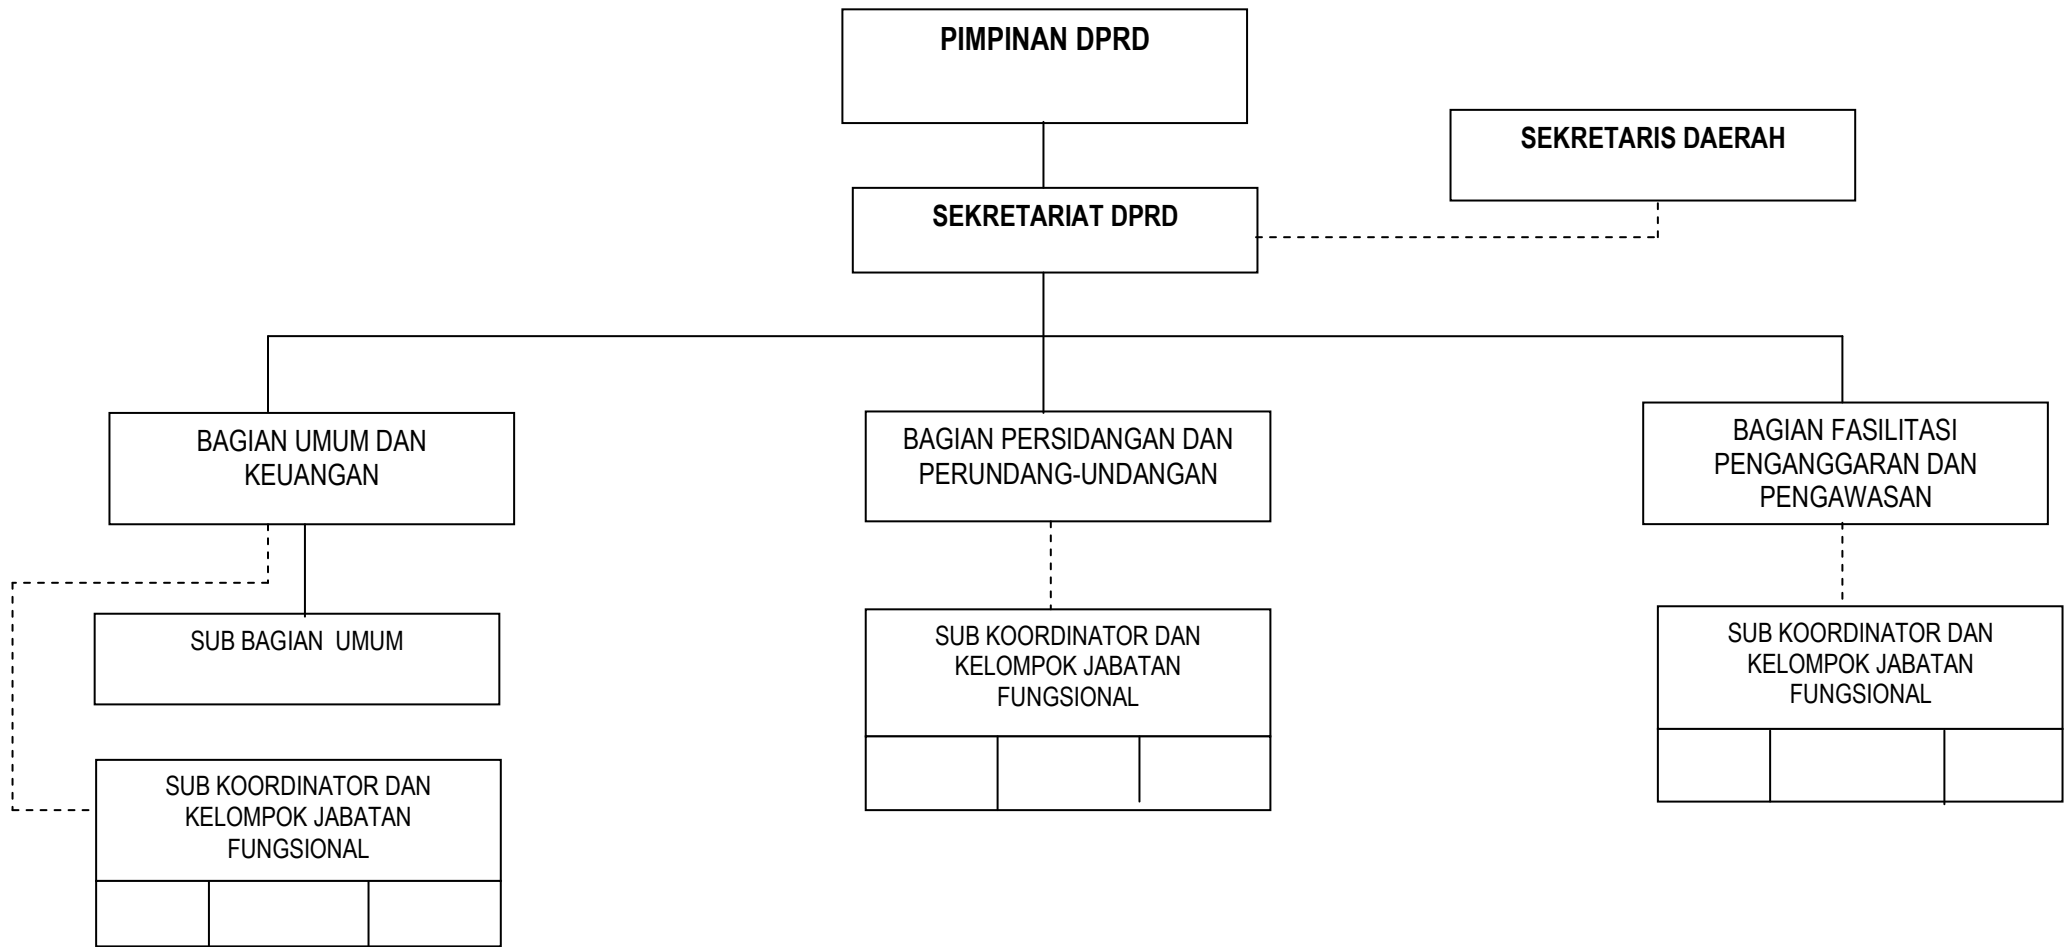 PIMPINAN DPRD
SEKRETARIS DAERAH
SEKRETARIAT DPRD
BAGIAN UMUM DAN
KEUANGAN
BAGIAN PERSIDANGAN DAN
PERUNDANG-UNDANGAN
BAGIAN FASILITASI
PENGANGGARAN DAN
PENGAWASAN
SUB BAGIAN  UMUM
SUB KOORDINATOR DAN
KELOMPOK JABATAN
FUNGSIONAL
SUB KOORDINATOR DAN
KELOMPOK JABATAN
FUNGSIONAL
SUB KOORDINATOR DAN
KELOMPOK JABATAN
FUNGSIONAL